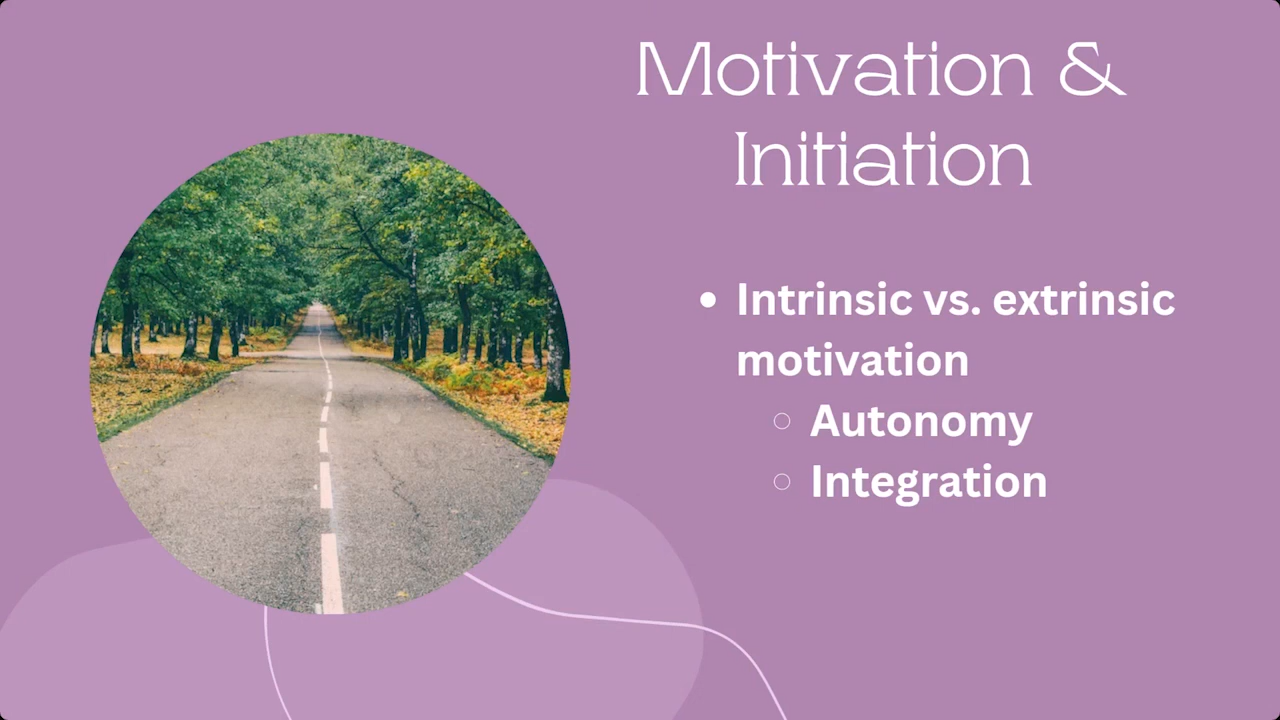 Motivation &
Initiation
Intrinsic vs. extrinsic
motivation
Autonomy
Integration